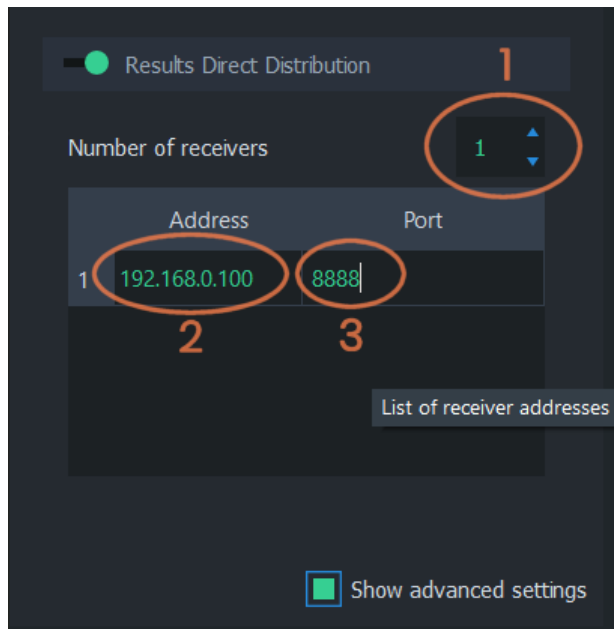 Results Direct Distribution
1
Number of receivers
1
Address Port
1 192.168.0.100 8888
2 3
List of receiver addresses
Show advanced settings